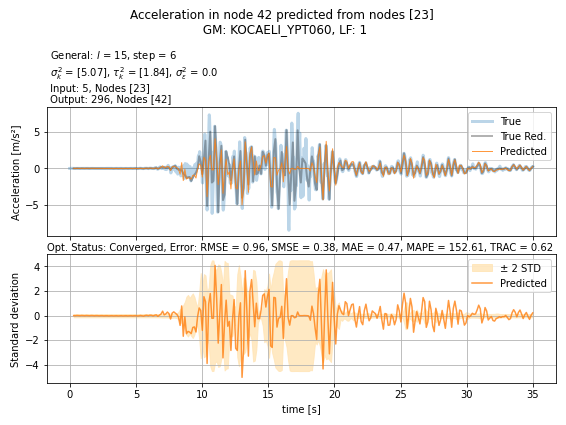 Acceleration in node 42 predicted from nodes [23]
GM: KOCAELI_YPT060, LF: 1
General: l = 15, step = 6
σ²ₖ = [5.07], τ²ₖ = [1.84], σ²ε = 0.0
Input: 5, Nodes [23]
Output: 296, Nodes [42]
Acceleration [m/s²]
5
0
−5
True
True Red.
Predicted
Opt. Status: Converged, Error: RMSE = 0.96, SMSE = 0.38, MAE = 0.47, MAPE = 152.61, TRAC = 0.62
Standard deviation
4
2
0
−2
−4
± 2 STD
Predicted
0 5 10 15 20 25 30 35
time [s]